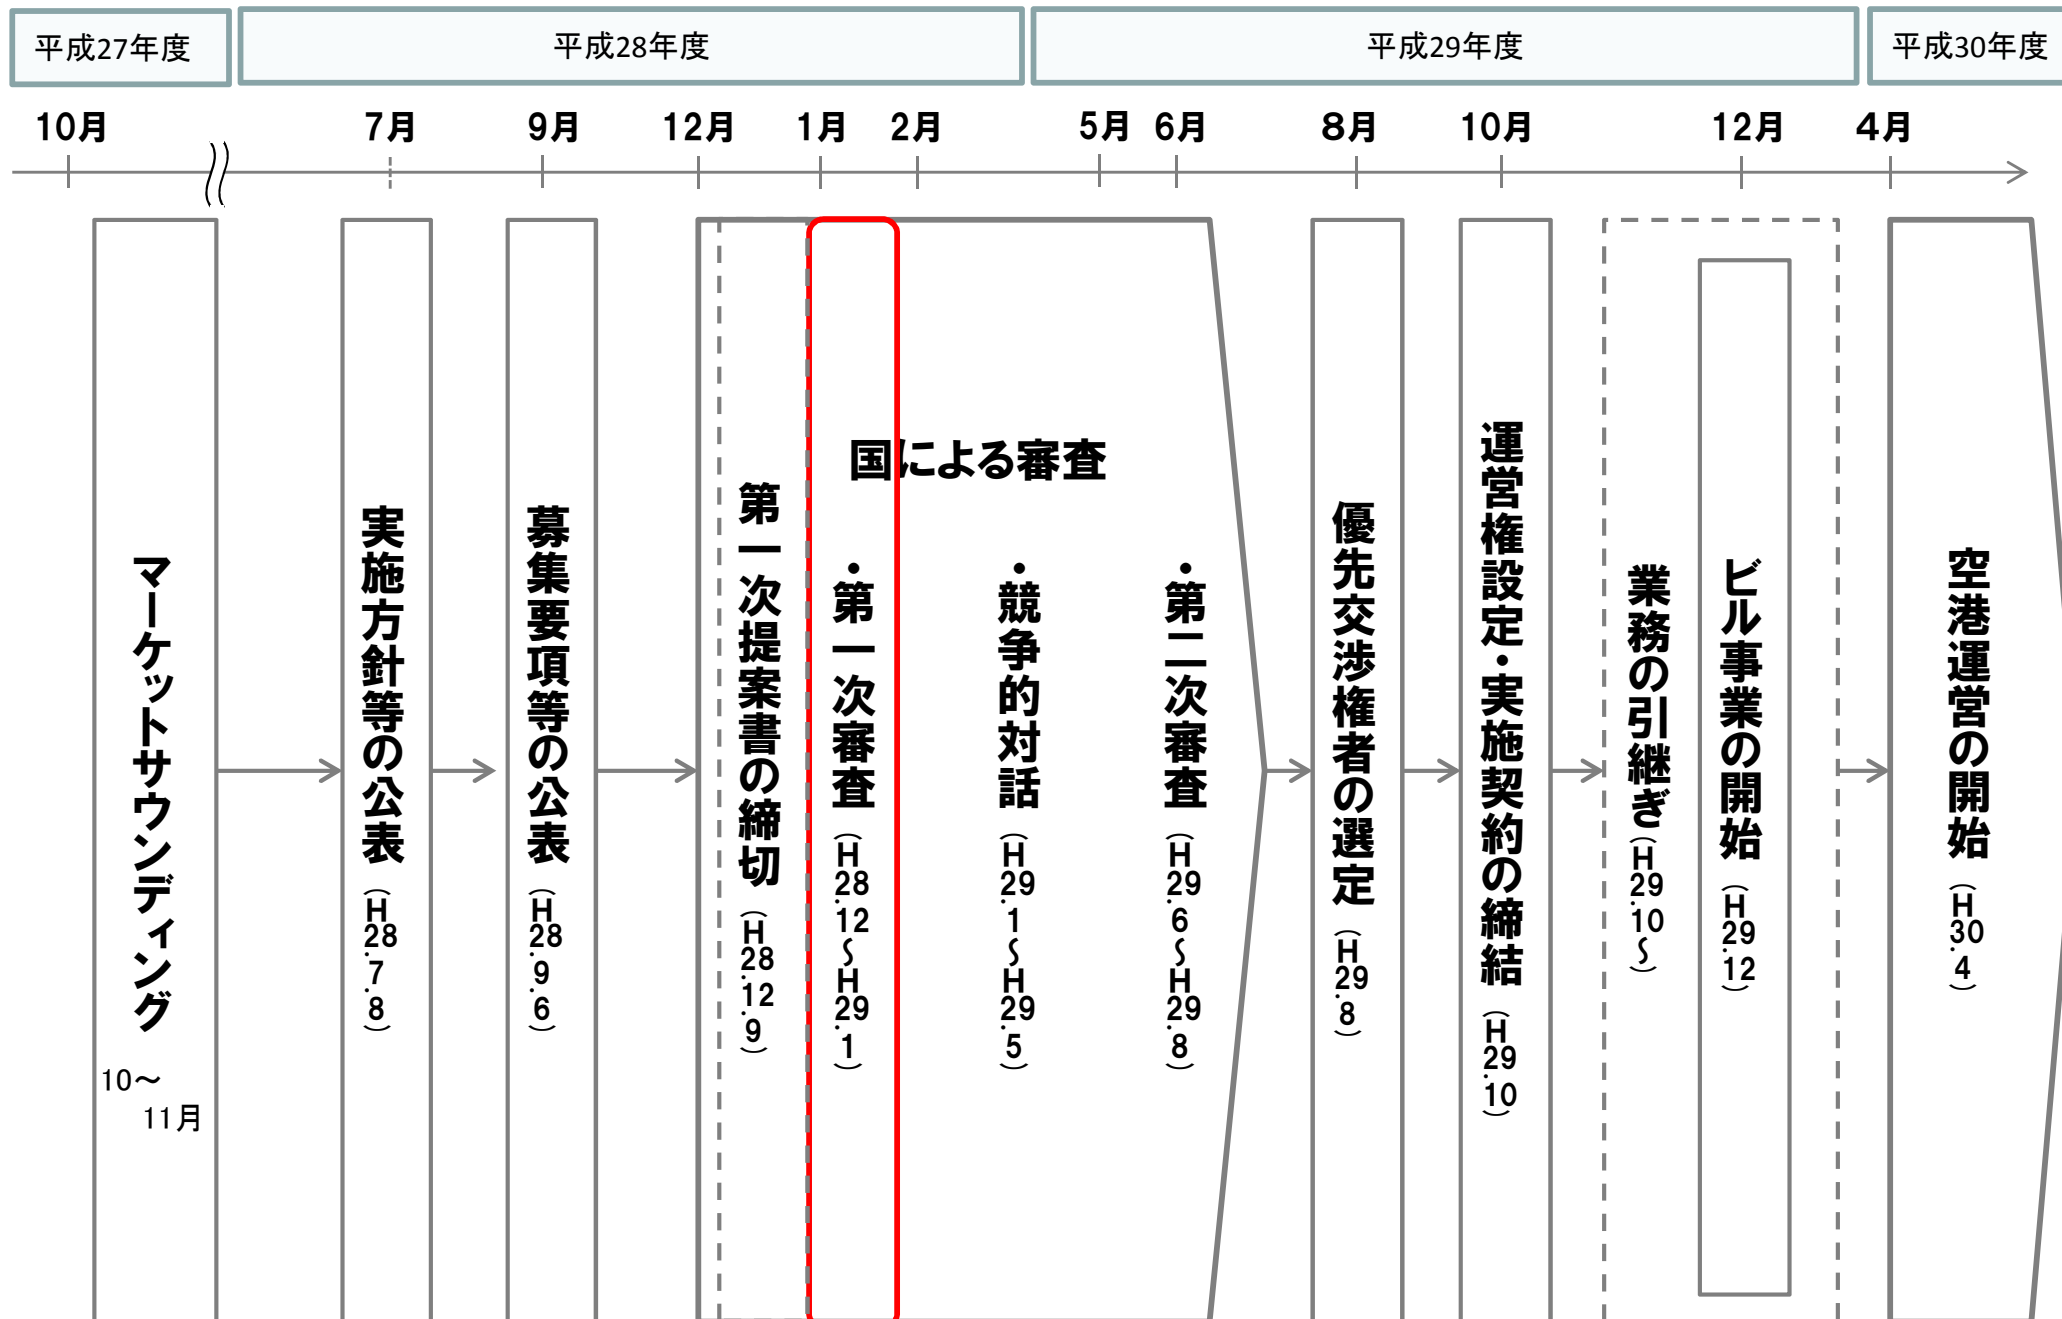 平成27年度
平成28年度
平成29年度
平成30年度
10月
7月
9月
12月
1月
2月
5月
6月
8月
10月
12月
4月
マーケットサウンディング
10～
11月
実施方針等の公表（H28.7.8）
募集要項等の公表（H28.9.6）
第一次提案書の締切（H28.12.9）
国による審査
・第一次審査（H28.12～H29.1）
・競争的対話（H29.1～H29.5）
・第二次審査（H29.6～H29.8）
優先交渉権者の選定（H29.8）
運営権設定・実施契約の締結（H29.10）
業務の引継ぎ（H29.10～）
ビル事業の開始（H29.12）
空港運営の開始（H30.4）